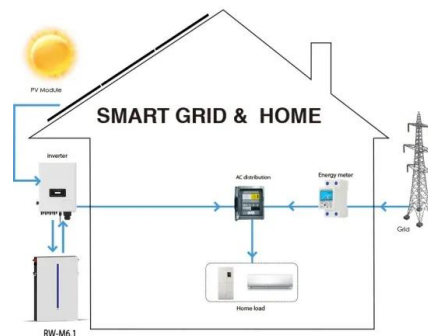 PV Module
SMART GRID & HOME
Inverter
AC distribution
Energy meter
Grid
Home load
RW-M6.1